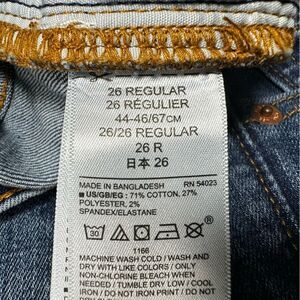 26 REGULAR
26 RÉGULIER
44-46/67CM
26/26 REGULAR
26 R
日本 26
MADE IN BANGLADESH RN 54023
■ US/GB/EG : 71% COTTON. 27%
POLYESTER, 2%
SPANDEX/ELASTANE
30
1166
MACHINE WASH COLD / WASH AND
DRY WITH LIKE COLORS / ONLY
NON-CHLORINE BLEACH WHEN
NEEDED / TUMBLE DRY LOW / COOL
IRON / DO NOT PRINT / DO NOT